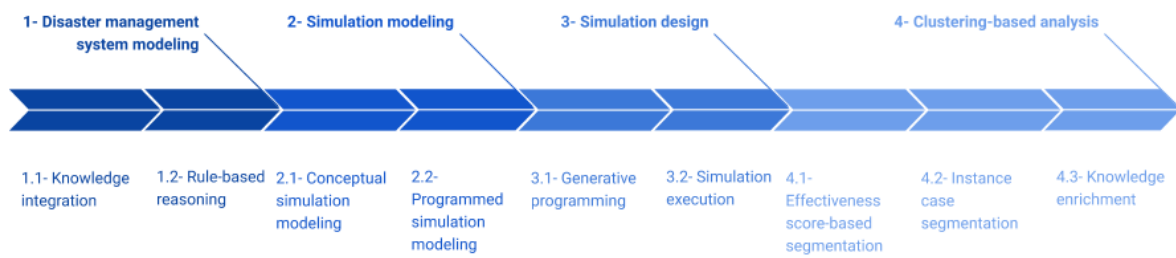 1- Disaster management
system modeling
2- Simulation modeling
3- Simulation design
4- Clustering-based analysis
1.1- Knowledge
integration
1.2- Rule-based
reasoning
2.1- Conceptual
simulation
modeling
2.2-
Programmed
simulation
modeling
3.1- Generative
programming
3.2- Simulation
execution
4.1-
Effectiveness
score-based
segmentation
4.2- Instance
case
segmentation
4.3- Knowledge
enrichment